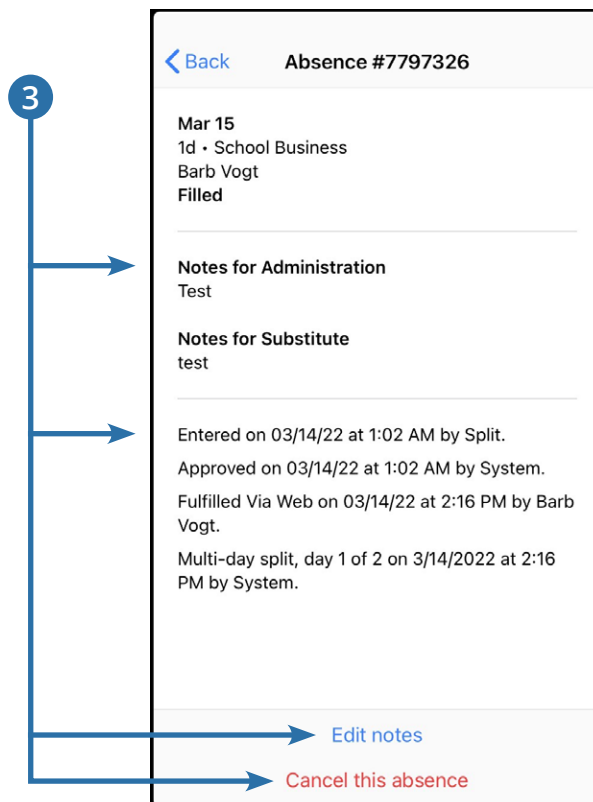 Back
Absence #7797326
3
Mar 15
1d • School Business
Barb Vogt
Filled
Notes for Administration
Test
Notes for Substitute
test
Entered on 03/14/22 at 1:02 AM by Split.
Approved on 03/14/22 at 1:02 AM by System.
Fulfilled Via Web on 03/14/22 at 2:16 PM by Barb
Vogt.
Multi-day split, day 1 of 2 on 3/14/2022 at 2:16
PM by System.
Edit notes
Cancel this absence